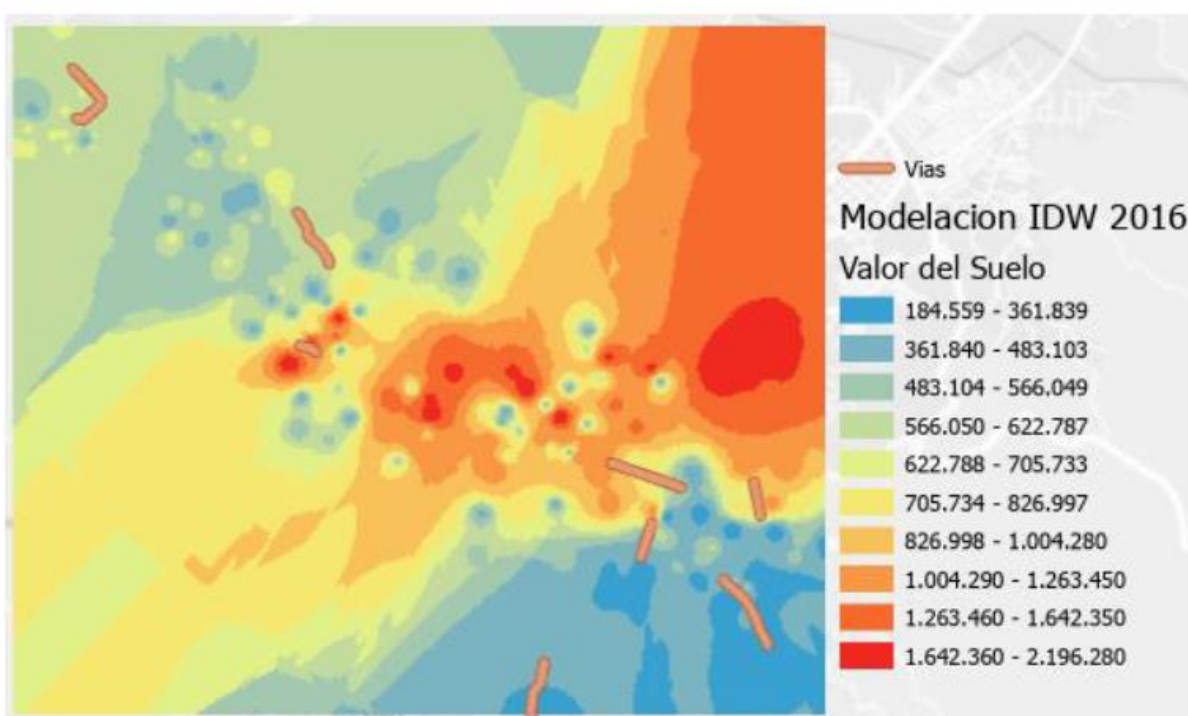 Vias
Modelacion IDW 2016
Valor del Suelo
184.559 - 361.839
361.840 - 483.103
483.104 - 566.049
566.050 - 622.787
622.788 - 705.733
705.734 - 826.997
826.998 - 1.004.280
1.004.290 - 1.263.450
1.263.460 - 1.642.350
1.642.360 - 2.196.280